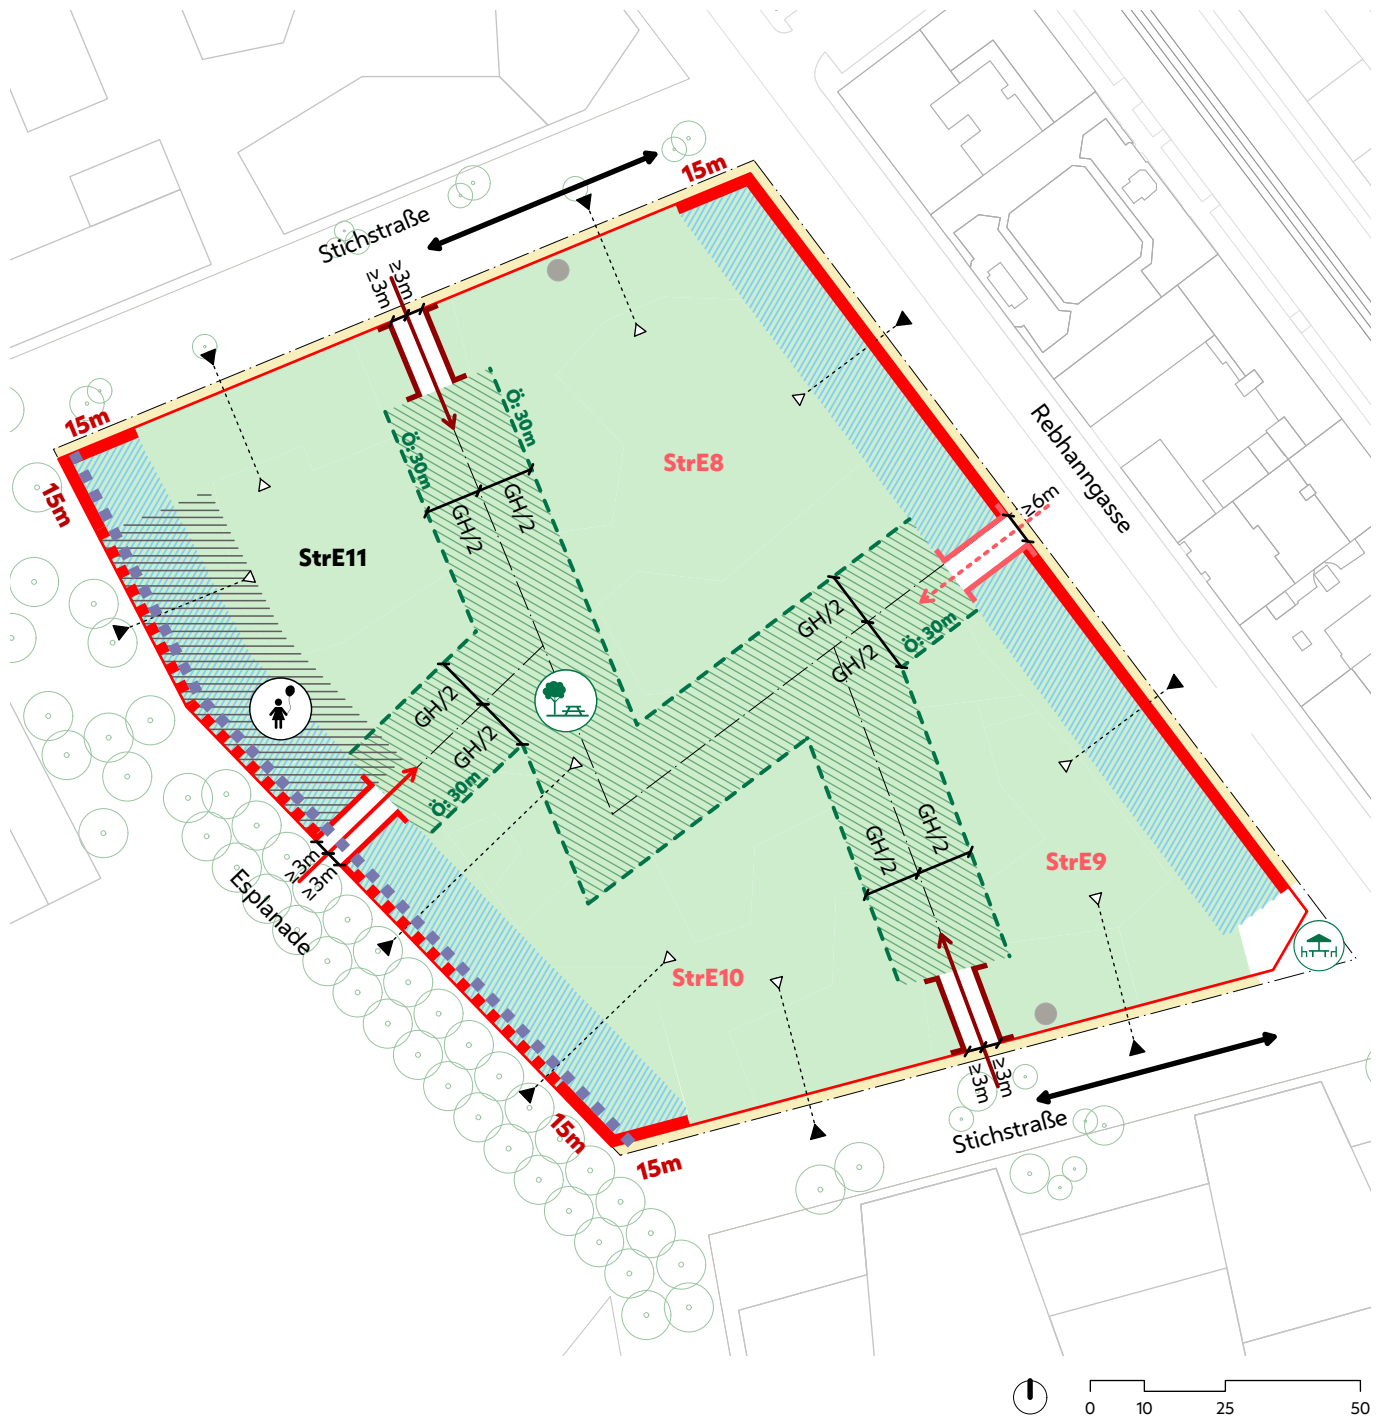 15m
Stichstraße
≥3m
≥3m
15m
15m
Ö: 30m
Ö: 30m
StrE8
Rebhanngasse
≥6m
GH/2
GH/2
StrE11
GH/2
GH/2
Ö: 30m
GH/2
GH/2
Ö: 30m
GH/2
GH/2
StrE9
≥3m
≥3m
Esplanade
StrE10
≥3m
≥3m
15m
15m
Stichstraße
0 10 25 50